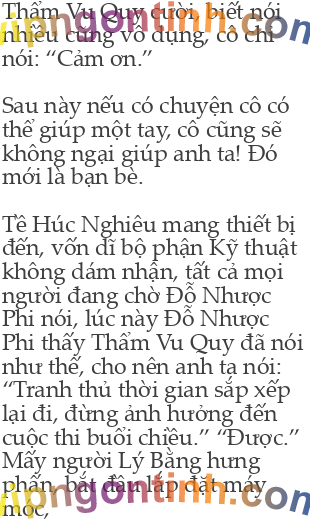 Thẩm Vu Quy cười, biết nói
nhiều cũng vô dụng, cô chỉ
nói: “Cảm ơn.”
Sau này nếu có chuyện cô có
thể giúp một tay, cô cũng sẽ
không ngại giúp anh ta! Đó
mới là bạn bè.
Tề Húc Nghiêu mang thiết bị
đến, vốn dĩ bộ phận Kỹ thuật
không dám nhận, tất cả mọi
người đang chờ Đỗ Nhược
Phi nói, lúc này Đỗ Nhược
Phi thấy Thẩm Vu Quy đã nói
như thế, cho nên anh ta nói:
“Tranh thủ thời gian sắp xếp
lại đi, đừng ảnh hưởng đến
cuộc thi buổi chiều.” “Được.”
Mấy người Lý Bằng hưng
phấn, bắt đầu lắp đặt máy
móc,
vipngontinh.com
vipngontinh.com